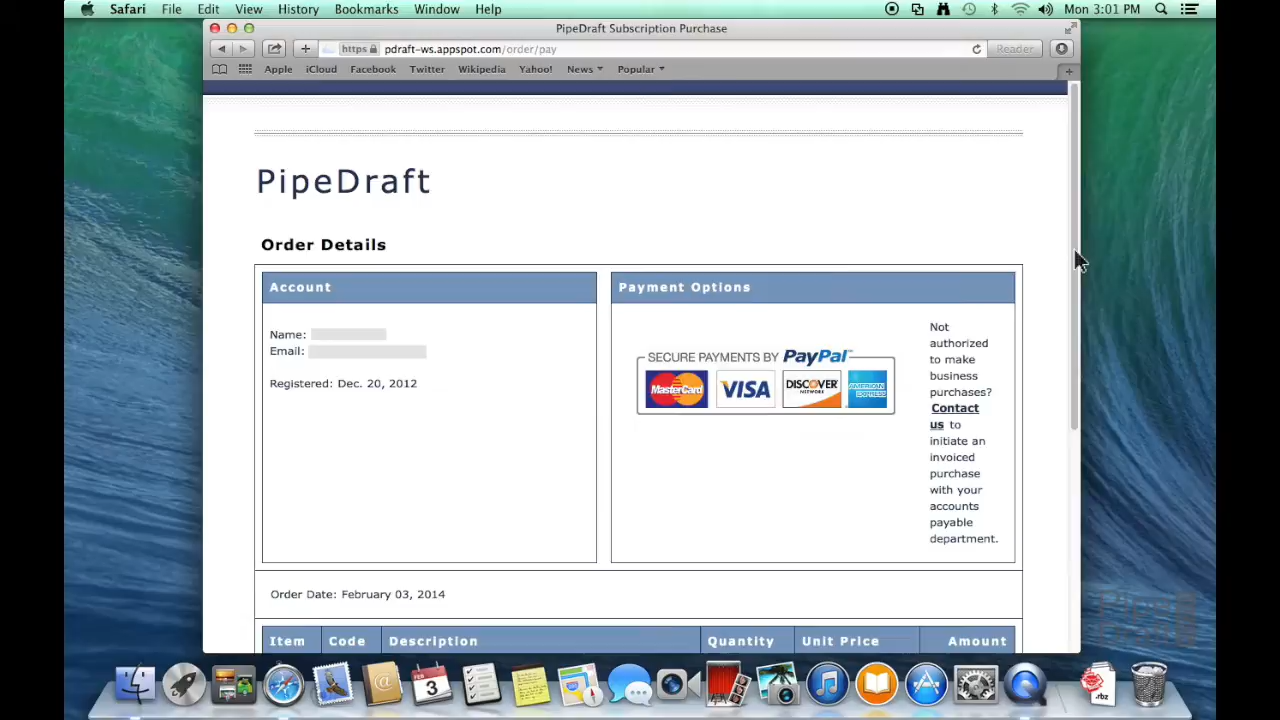 Safari File Edit View History Bookmarks Window Help Mon 3:01 PM
PipeDraft Subscription Purchase
https pdraft-ws.appspot.com/order/pay Reader
Apple iCloud Facebook Twitter Wikipedia Yahoo! News Popular
PipeDraft
Order Details
Account
Name:
Email:
Registered: Dec. 20, 2012
Payment Options
SECURE PAYMENTS BY PayPal
MasterCard VISA DISCOVER NETWORK AMERICAN EXPRESS
Not
authorized
to make
business
purchases?
Contact
us to
initiate an
invoiced
purchase
with your
accounts
payable
department.
Order Date: February 03, 2014
Item Code Description Quantity Unit Price Amount
FEB
3
.rbz